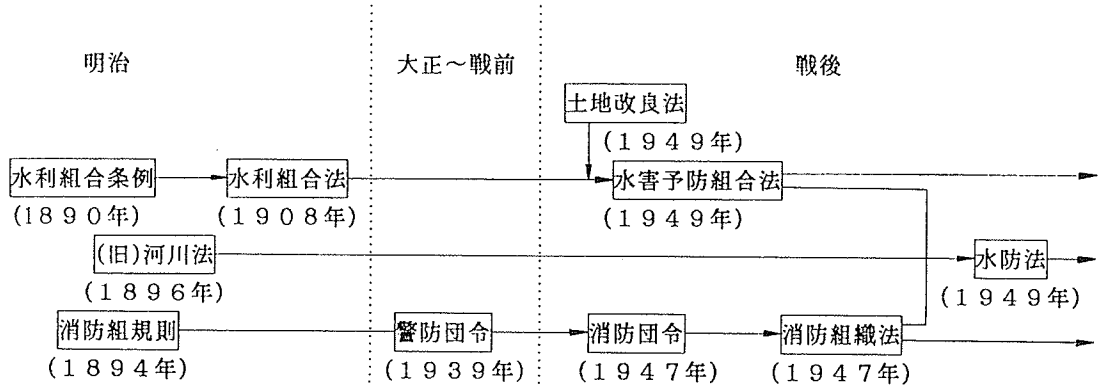 明治
大正～戦前
戦後
土地改良法
(1949年)
水利組合条例
水利組合法
水害予防組合法
(1890年)
(1908年)
(1949年)
(旧)河川法
水防法
(1896年)
(1949年)
消防組規則
警防団令
消防団令
消防組織法
(1894年)
(1939年)
(1947年)
(1947年)